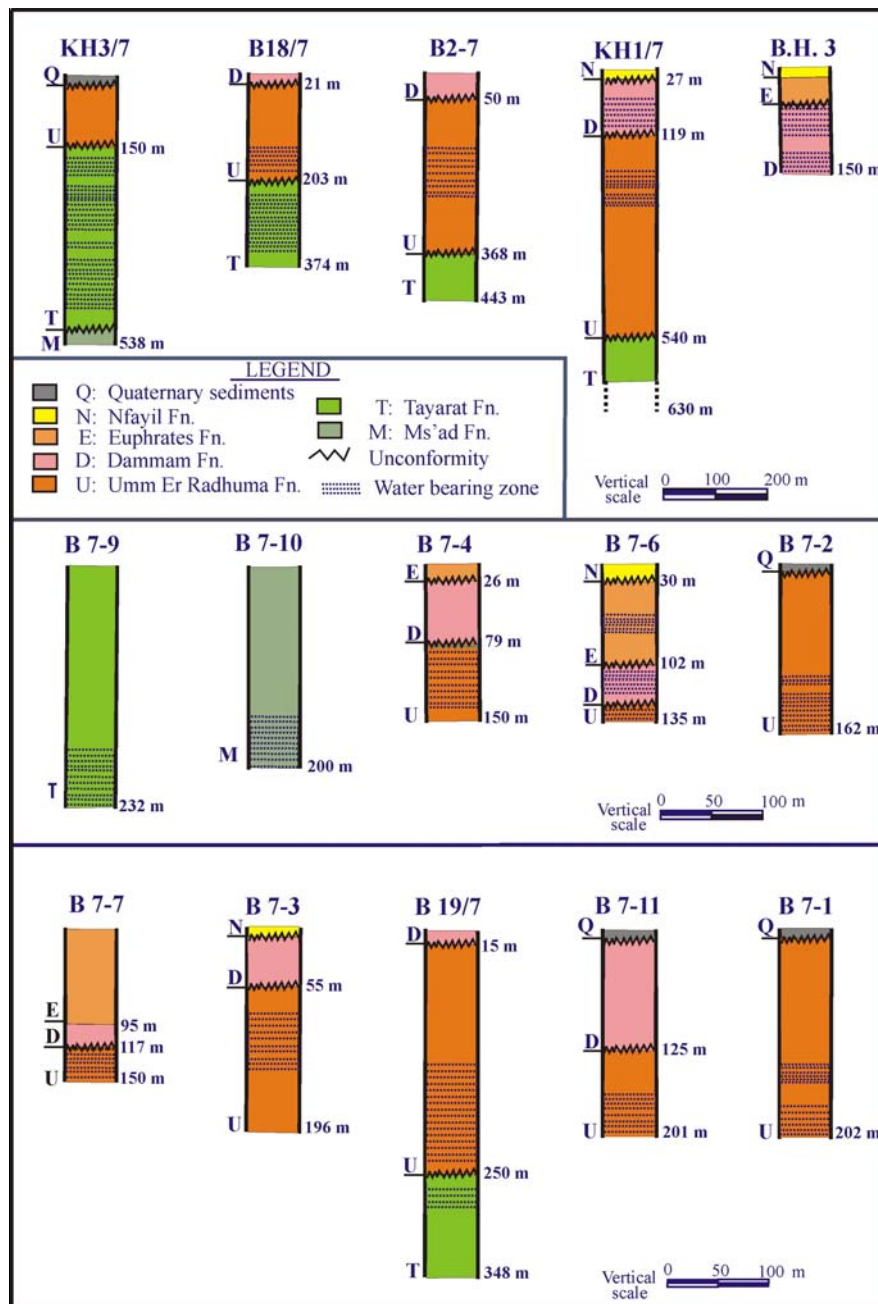 KH3/7
B18/7
B2-7
KH1/7
B.H. 3
Q
U
150 m
T
M
538 m
D
21 m
U
203 m
T
374 m
D
50 m
U
368 m
T
443 m
N
27 m
D
119 m
U
540 m
T
630 m
N
E
D
150 m
LEGEND
Q: Quaternary sediments
N: Nfayil Fn.
E: Euphrates Fn.
D: Dammam Fn.
U: Umm Er Radhuma Fn.
T: Tayarat Fn.
M: Ms'ad Fn.
Unconformity
Water bearing zone
Vertical scale
0 100 200 m
B 7-9
B 7-10
B 7-4
B 7-6
B 7-2
T
232 m
M
200 m
E
26 m
D
79 m
U
150 m
N
30 m
E
102 m
D
U
135 m
Q
U
162 m
Vertical scale
0 50 100 m
B 7-7
B 7-3
B 19/7
B 7-11
B 7-1
E
95 m
D
117 m
U
150 m
N
D
55 m
U
196 m
D
15 m
U
250 m
T
348 m
Q
D
125 m
U
201 m
Q
U
202 m
Vertical scale
0 50 100 m